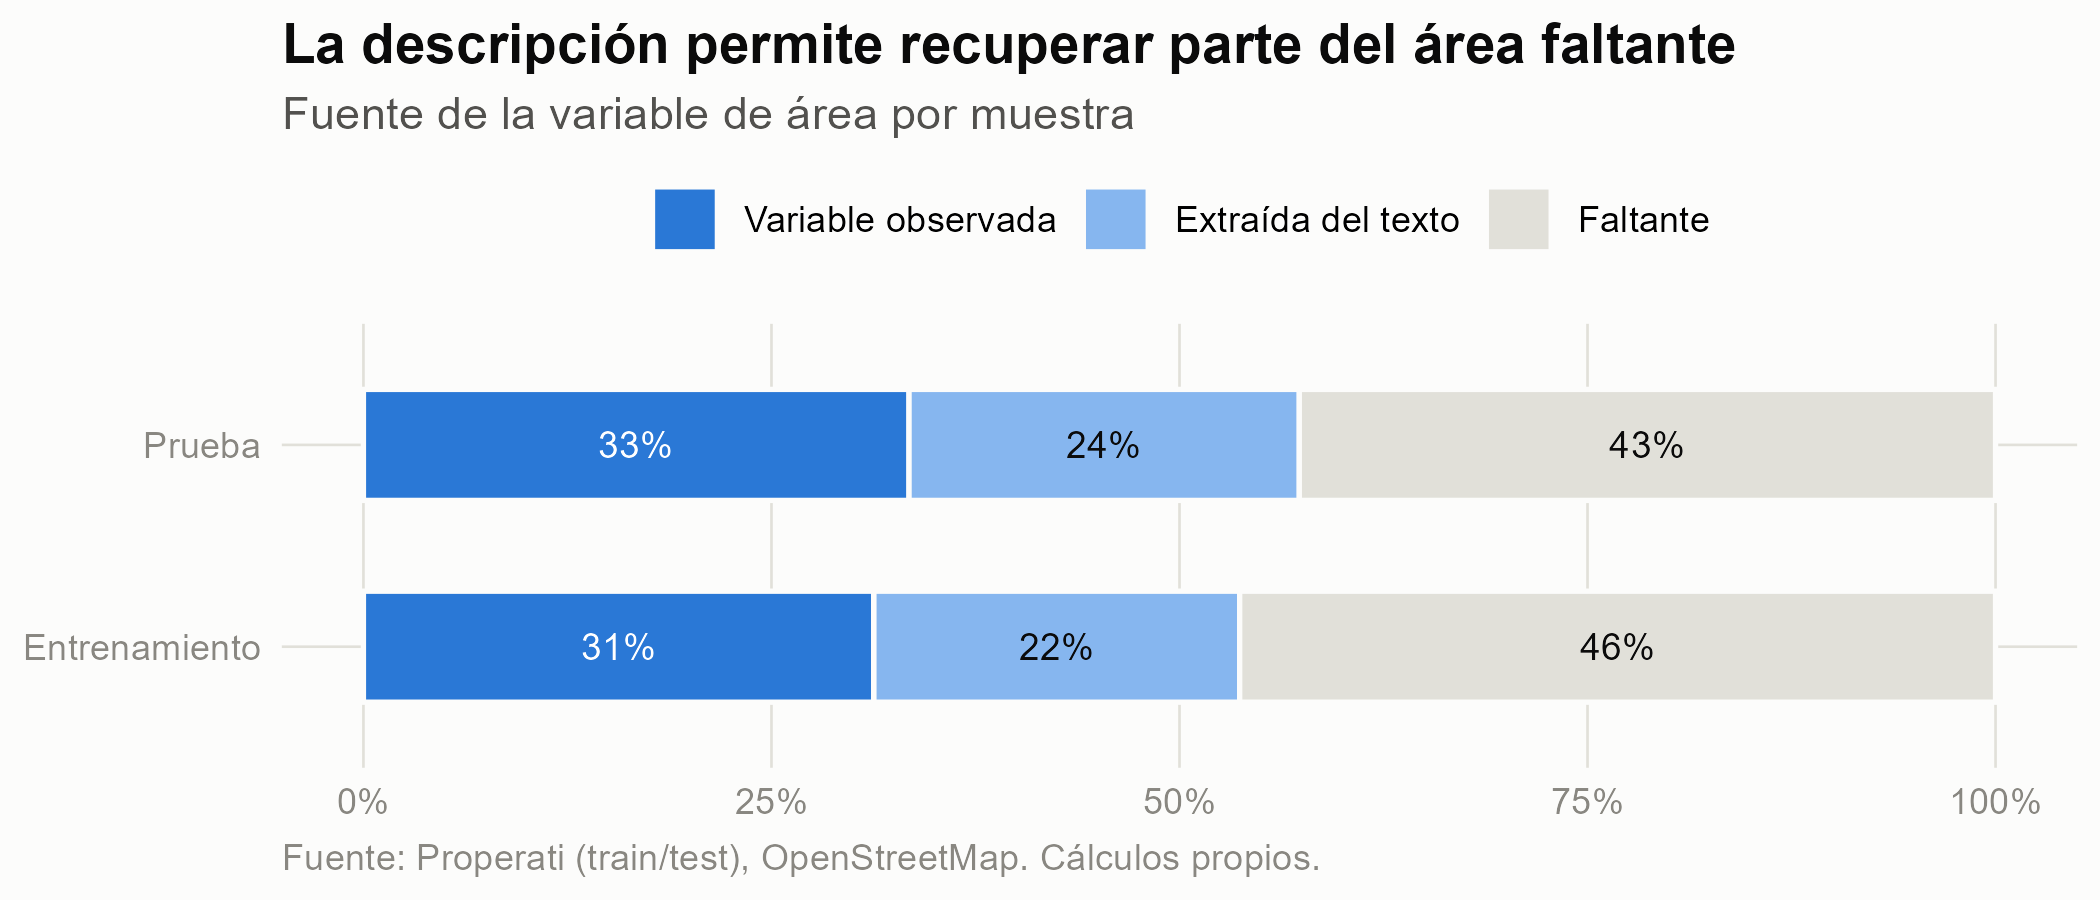 La descripción permite recuperar parte del área faltante
Fuente de la variable de área por muestra
Variable observada Extraída del texto Faltante
Prueba 33% 24% 43%
Entrenamiento 31% 22% 46%
0% 25% 50% 75% 100%
Fuente: Properati (train/test), OpenStreetMap. Cálculos propios.